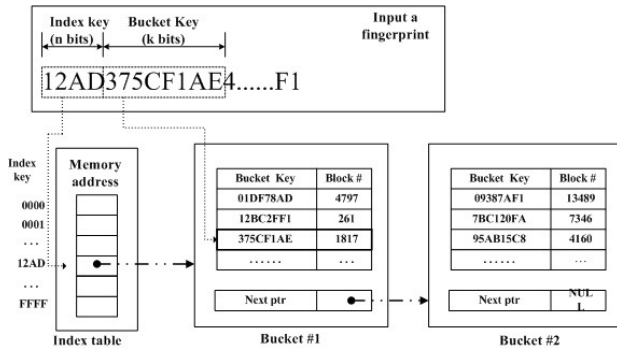 Index key Bucket Key Input a
(n bits) (k bits) fingerprint
12AD375CF1AE4......F1
Index
key
0000
0001
...
12AD
...
FFFF
Memory
address
Index table
Bucket Key Block #
01DF78AD 4797
12BC2FF1 261
375CF1AE 1817
...... ...
Next ptr
Bucket #1
Bucket Key Block #
09387AF1 13489
7BC120FA 7346
95AB15C8 4160
...... ...
Next ptr NUL
L
Bucket #2